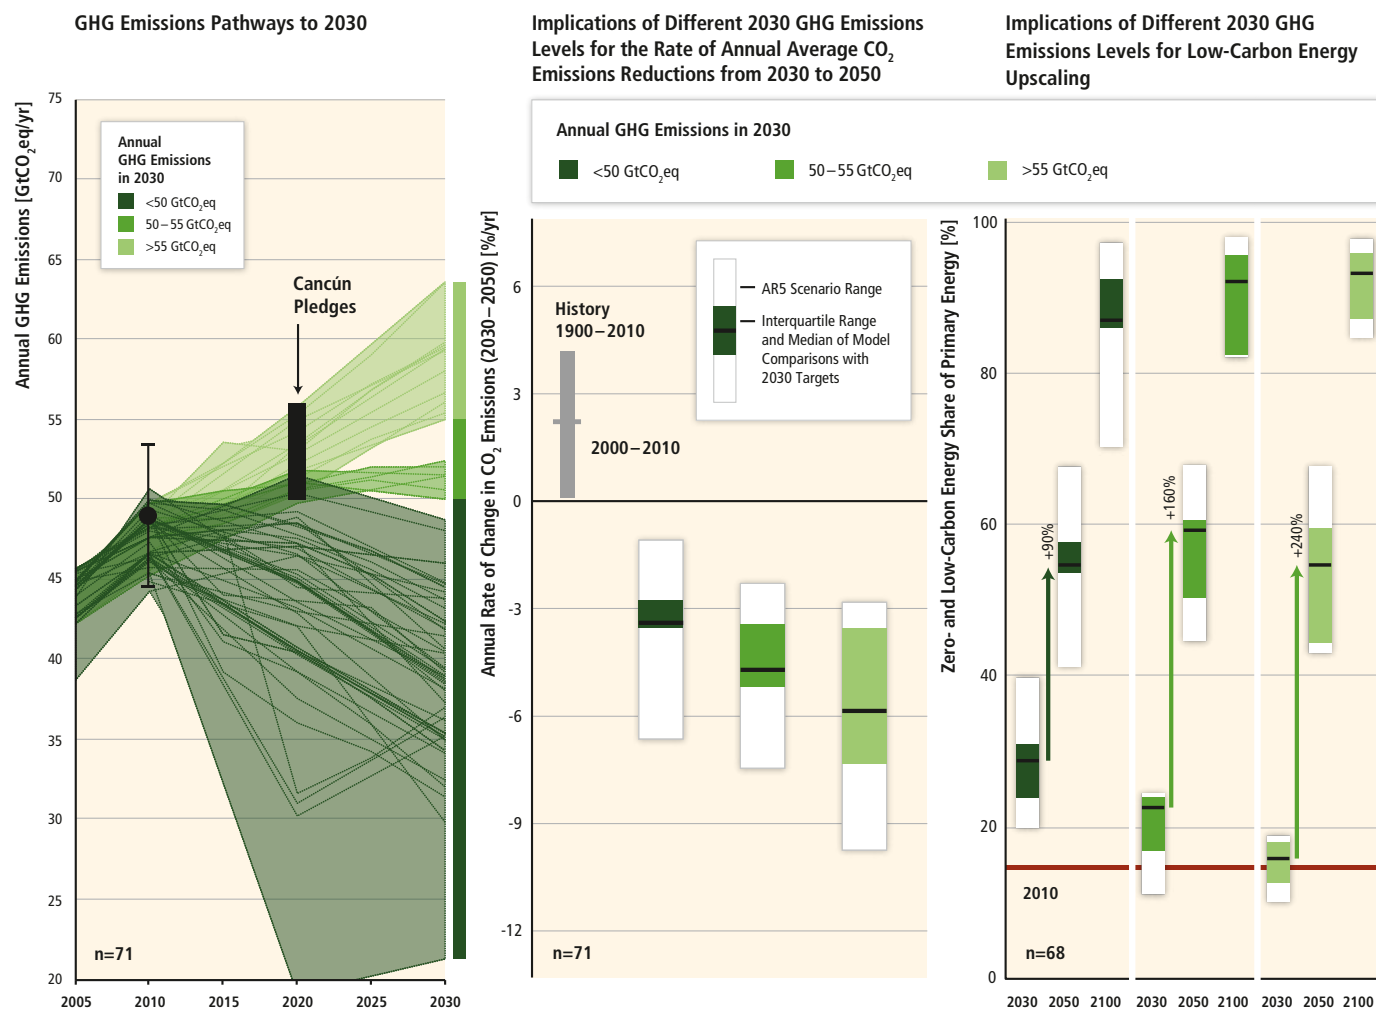 GHG Emissions Pathways to 2030
Annual GHG Emissions [GtCO2eq/yr]
75
70
65
60
55
50
45
40
35
30
25
20
Annual
GHG Emissions
in 2030
<50 GtCO2eq
50–55 GtCO2eq
>55 GtCO2eq
Cancún
Pledges
n=71
2005
2010
2015
2020
2025
2030
Implications of Different 2030 GHG Emissions
Levels for the Rate of Annual Average CO2
Emissions Reductions from 2030 to 2050
Implications of Different 2030 GHG
Emissions Levels for Low-Carbon Energy
Upscaling
Annual GHG Emissions in 2030
<50 GtCO2eq
50–55 GtCO2eq
>55 GtCO2eq
Annual Rate of Change in CO2 Emissions (2030–2050) [%/yr]
6
3
0
-3
-6
-9
-12
History
1900–2010
2000–2010
AR5 Scenario Range
Interquartile Range
and Median of Model
Comparisons with
2030 Targets
n=71
Zero- and Low-Carbon Energy Share of Primary Energy [%]
100
80
60
40
20
0
+90%
+160%
+240%
2010
n=68
2030
2050
2100
2030
2050
2100
2030
2050
2100